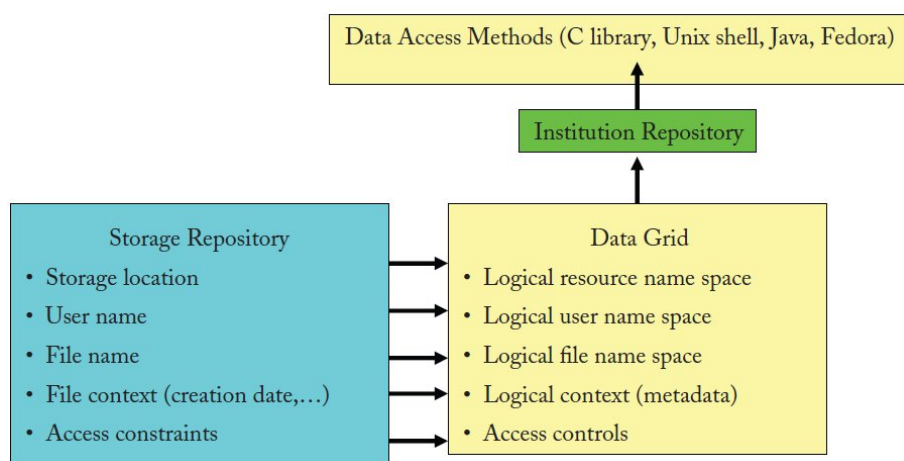 Data Access Methods (C library, Unix shell, Java, Fedora)
Institution Repository
Storage Repository
• Storage location
• User name
• File name
• File context (creation date,…)
• Access constraints
Data Grid
• Logical resource name space
• Logical user name space
• Logical file name space
• Logical context (metadata)
• Access controls